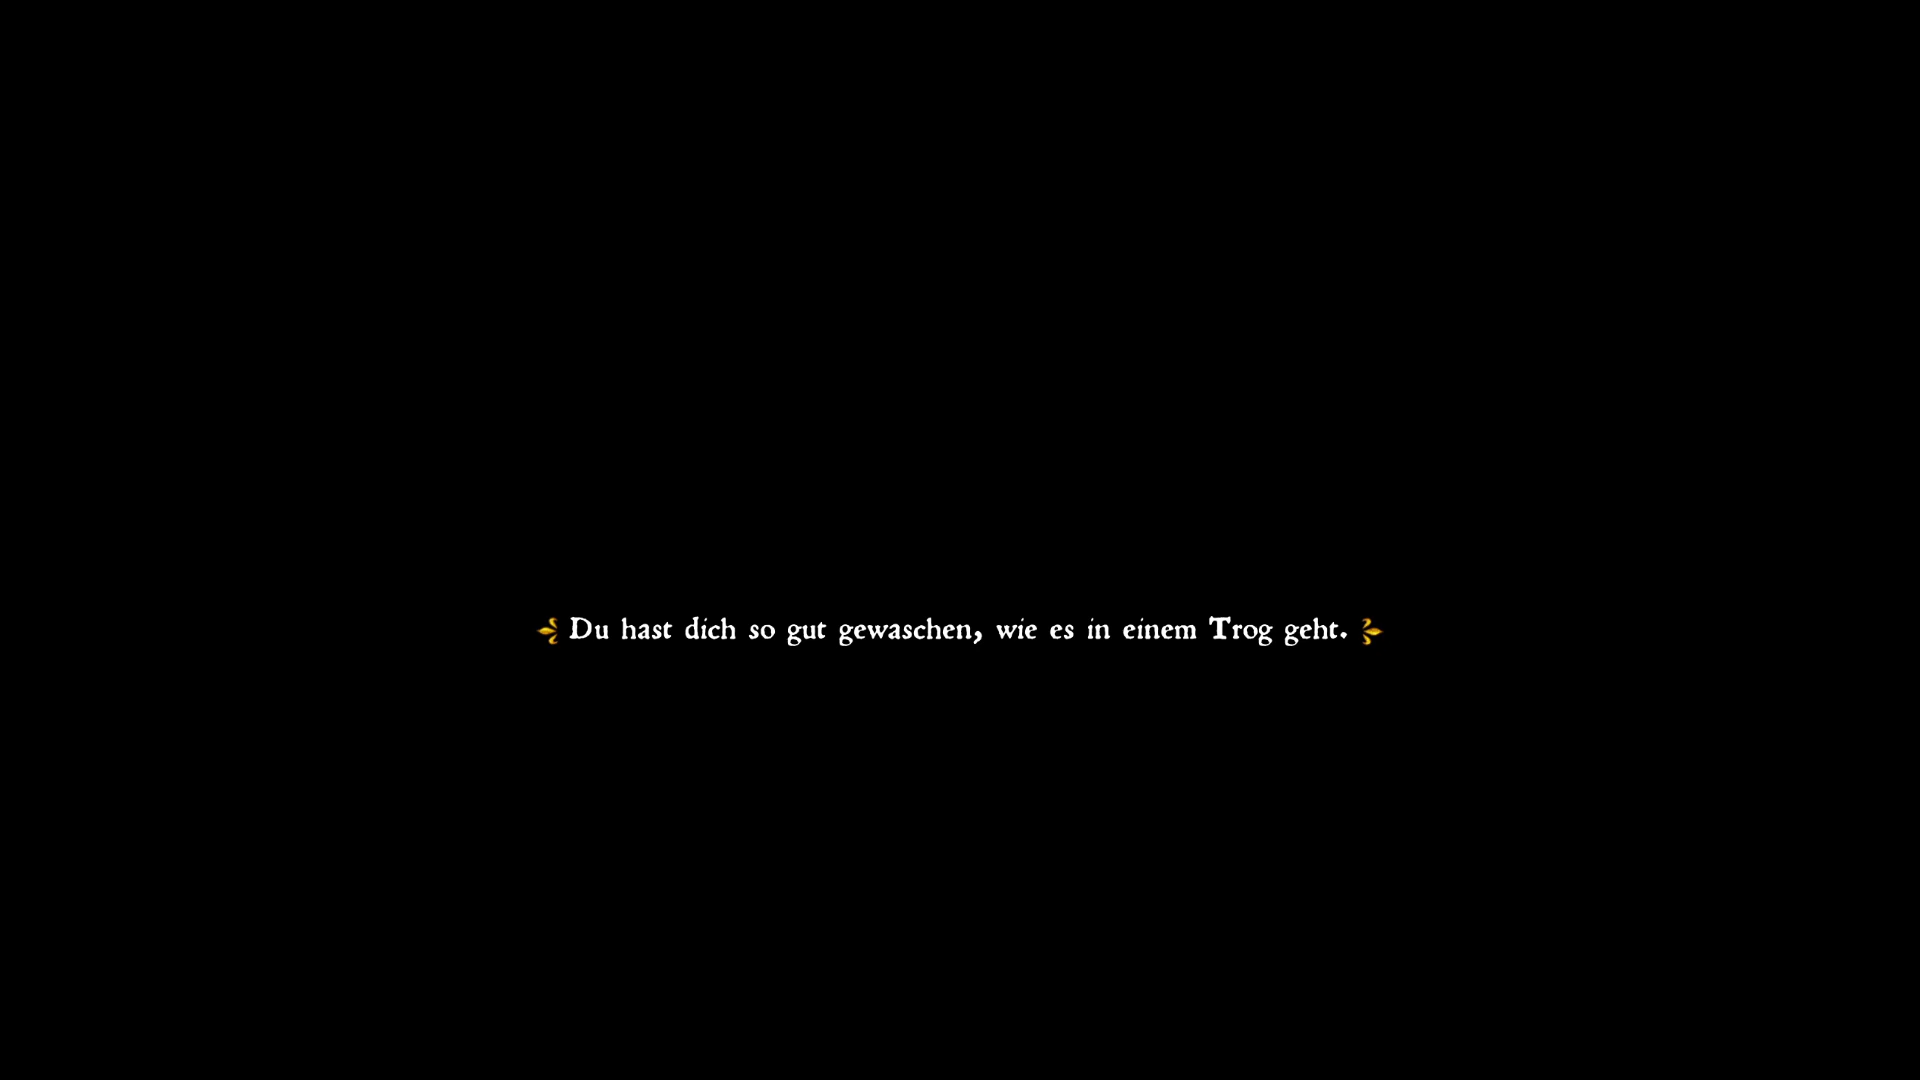 Du hast dich so gut gewaschen, wie es in einem Trog geht.